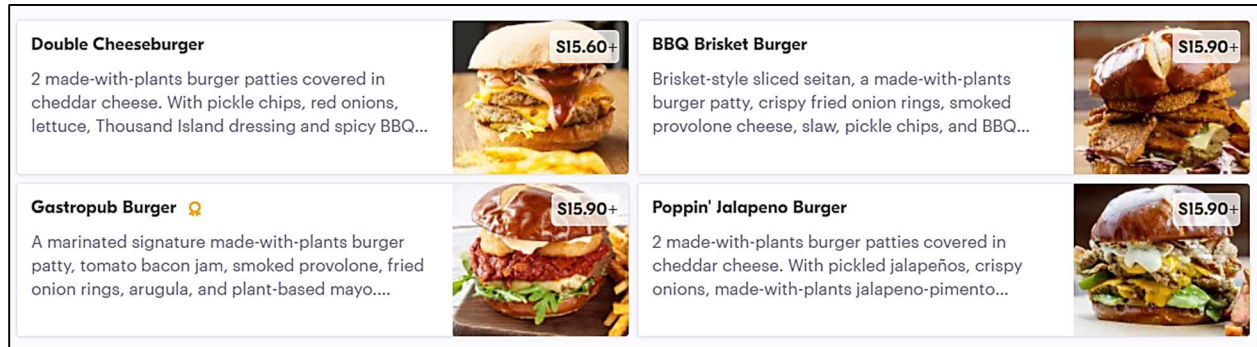 Double Cheeseburger
$15.60+
2 made-with-plants burger patties covered in
cheddar cheese. With pickle chips, red onions,
lettuce, Thousand Island dressing and spicy BBQ...
BBQ Brisket Burger
$15.90+
Brisket-style sliced seitan, a made-with-plants
burger patty, crispy fried onion rings, smoked
provolone cheese, slaw, pickle chips, and BBQ...
Gastropub Burger
$15.90+
A marinated signature made-with-plants burger
patty, tomato bacon jam, smoked provolone, fried
onion rings, arugula, and plant-based mayo....
Poppin' Jalapeno Burger
$15.90+
2 made-with-plants burger patties covered in
cheddar cheese. With pickled jalapeños, crispy
onions, made-with-plants jalapeno-pimento...